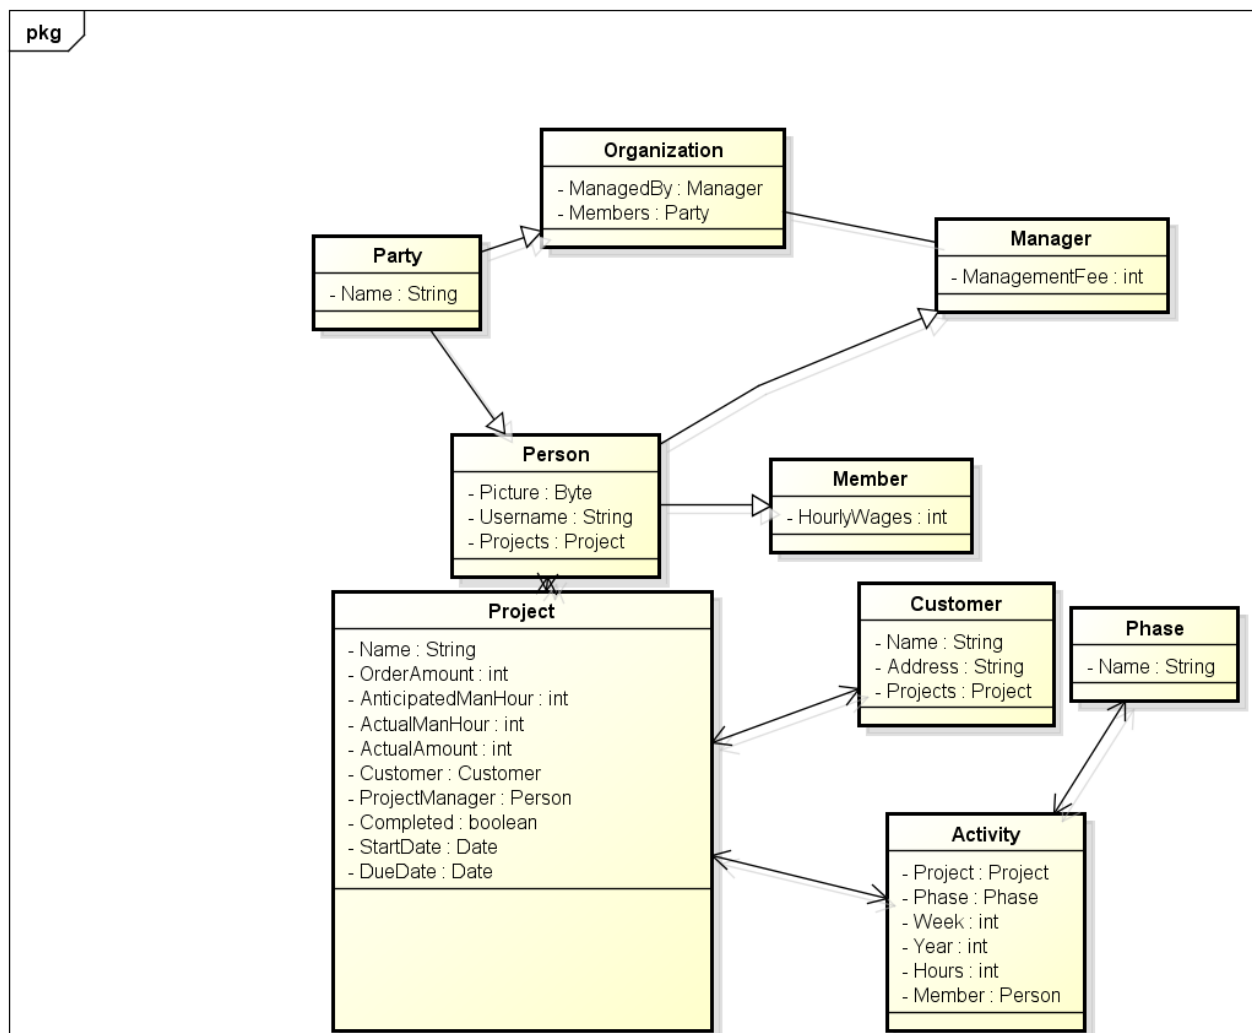 pkg
Organization
- ManagedBy : Manager
- Members : Party
Manager
- ManagementFee : int
Party
- Name : String
Person
- Picture : Byte
- Username : String
- Projects : Project
Member
- HourlyWages : int
Project
- Name : String
- OrderAmount : int
- AnticipatedManHour : int
- ActualManHour : int
- ActualAmount : int
- Customer : Customer
- ProjectManager : Person
- Completed : boolean
- StartDate : Date
- DueDate : Date
Customer
- Name : String
- Address : String
- Projects : Project
Phase
- Name : String
Activity
- Project : Project
- Phase : Phase
- Week : int
- Year : int
- Hours : int
- Member : Person